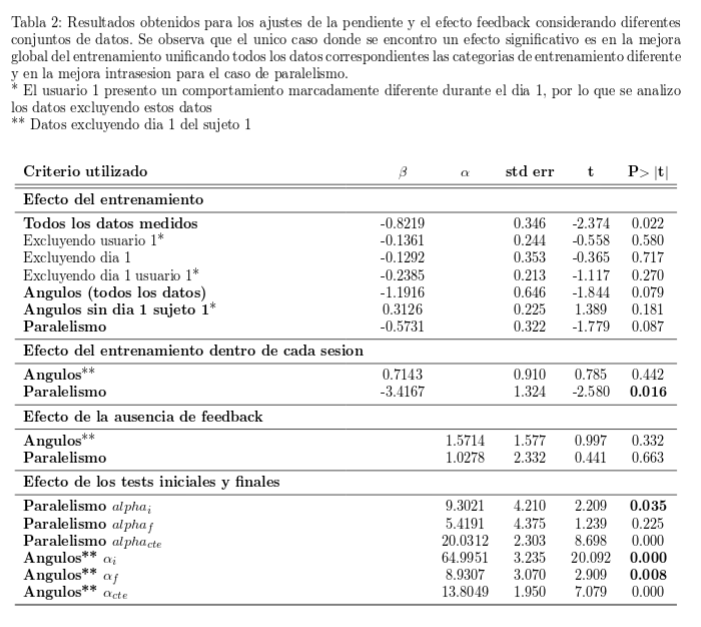 Tabla 2: Resultados obtenidos para los ajustes de la pendiente y el efecto feedback considerando diferentes
conjuntos de datos. Se observa que el unico caso donde se encontro un efecto significativo es en la mejora
global del entrenamiento unificando todos los datos correspondientes las categorias de entrenamiento diferente
y en la mejora intrasesion para el caso de paralelismo.
* El usuario 1 presento un comportamiento marcadamente diferente durante el dia 1, por lo que se analizo
los datos excluyendo estos datos
** Datos excluyendo dia 1 del sujeto 1
Criterio utilizado β α std err t P> |t|
Efecto del entrenamiento
Todos los datos medidos -0.8219 0.346 -2.374 0.022
Excluyendo usuario 1* -0.1361 0.244 -0.558 0.580
Excluyendo dia 1 -0.1292 0.353 -0.365 0.717
Excluyendo dia 1 usuario 1* -0.2385 0.213 -1.117 0.270
Angulos (todos los datos) -1.1916 0.646 -1.844 0.079
Angulos sin dia 1 sujeto 1* 0.3126 0.225 1.389 0.181
Paralelismo -0.5731 0.322 -1.779 0.087
Efecto del entrenamiento dentro de cada sesion
Angulos** 0.7143 0.910 0.785 0.442
Paralelismo -3.4167 1.324 -2.580 0.016
Efecto de la ausencia de feedback
Angulos** 1.5714 1.577 0.997 0.332
Paralelismo 1.0278 2.332 0.441 0.663
Efecto de los tests iniciales y finales
Paralelismo alpha_i 9.3021 4.210 2.209 0.035
Paralelismo alpha_f 5.4191 4.375 1.239 0.225
Paralelismo alpha_cte 20.0312 2.303 8.698 0.000
Angulos** α_i 64.9951 3.235 20.092 0.000
Angulos** α_f 8.9307 3.070 2.909 0.008
Angulos** α_cte 13.8049 1.950 7.079 0.000